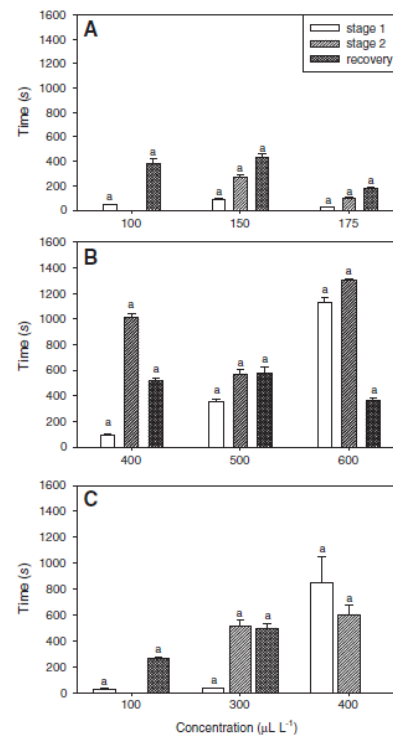 A
stage 1
stage 2
recovery
Time (s)
1600
1400
1200
1000
800
600
400
200
0
a
a
a
a
a
a
a
a
100
150
175
B
Time (s)
1600
1400
1200
1000
800
600
400
200
0
a
a
a
a
a
a
a
a
a
400
500
600
C
Time (s)
1600
1400
1200
1000
800
600
400
200
0
a
a
a
a
a
a
a
100
300
400
Concentration (µL L⁻¹)